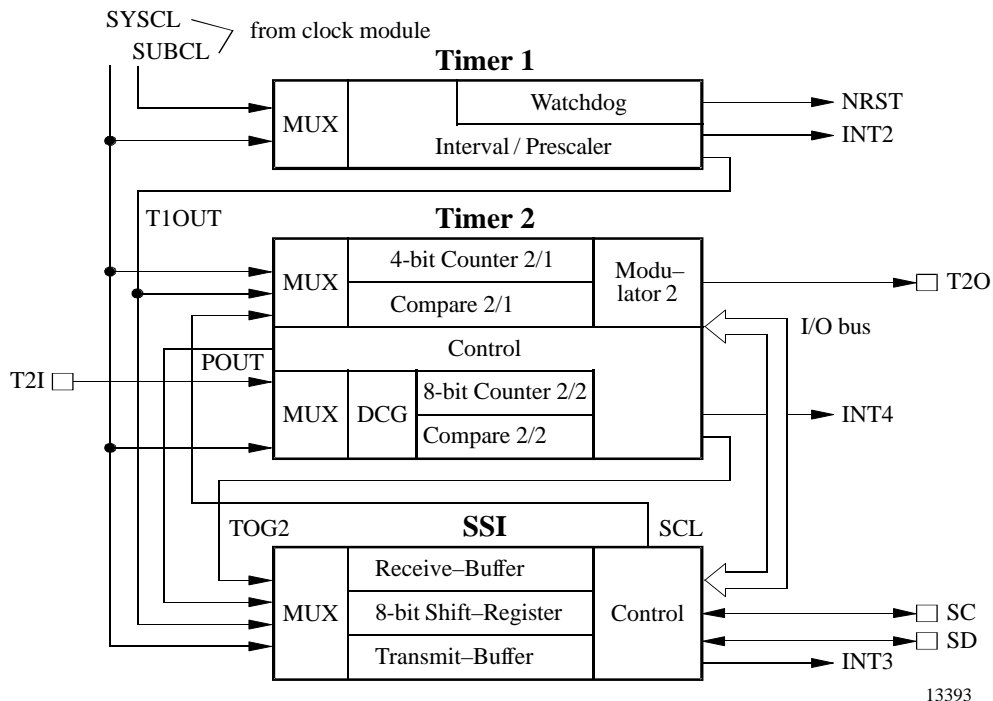 SYSCL
SUBCL
from clock module
Timer 1
MUX
Watchdog
Interval / Prescaler
NRST
INT2
T1OUT
Timer 2
MUX
4-bit Counter 2/1
Compare 2/1
Modu–
lator 2
T2O
I/O bus
Control
POUT
T2I
MUX
DCG
8-bit Counter 2/2
Compare 2/2
INT4
TOG2
SSI
SCL
MUX
Receive–Buffer
8-bit Shift–Register
Transmit–Buffer
Control
SC
SD
INT3
13393